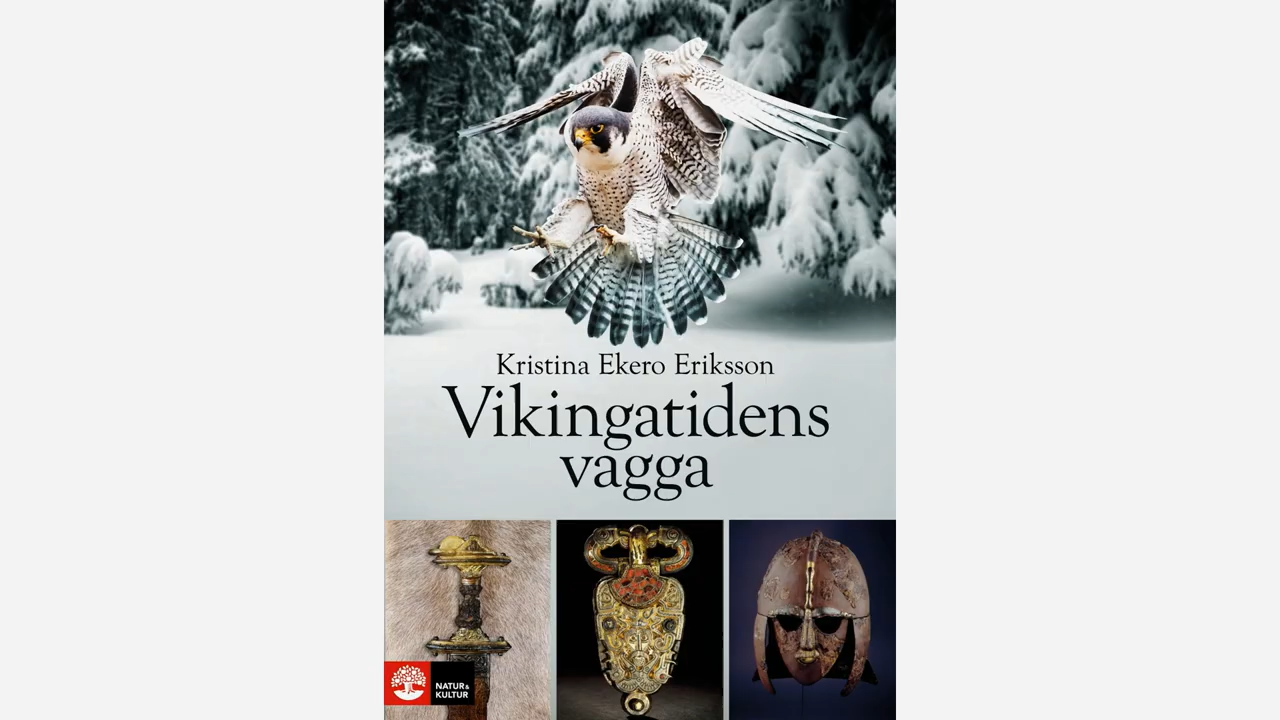 Kristina Ekero Eriksson
Vikingatidens
vagga
NATUR&
KULTUR